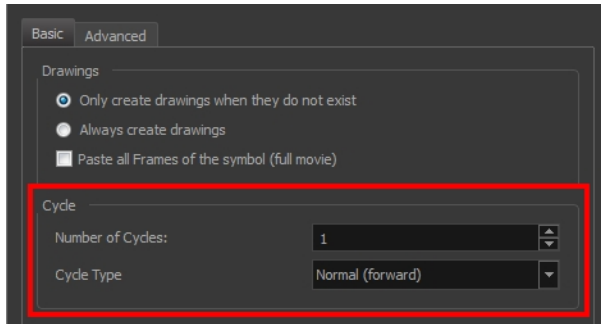 Basic Advanced
Drawings
Only create drawings when they do not exist
Always create drawings
Paste all Frames of the symbol (full movie)
Cycle
Number of Cycles: 1
Cycle Type Normal (forward)